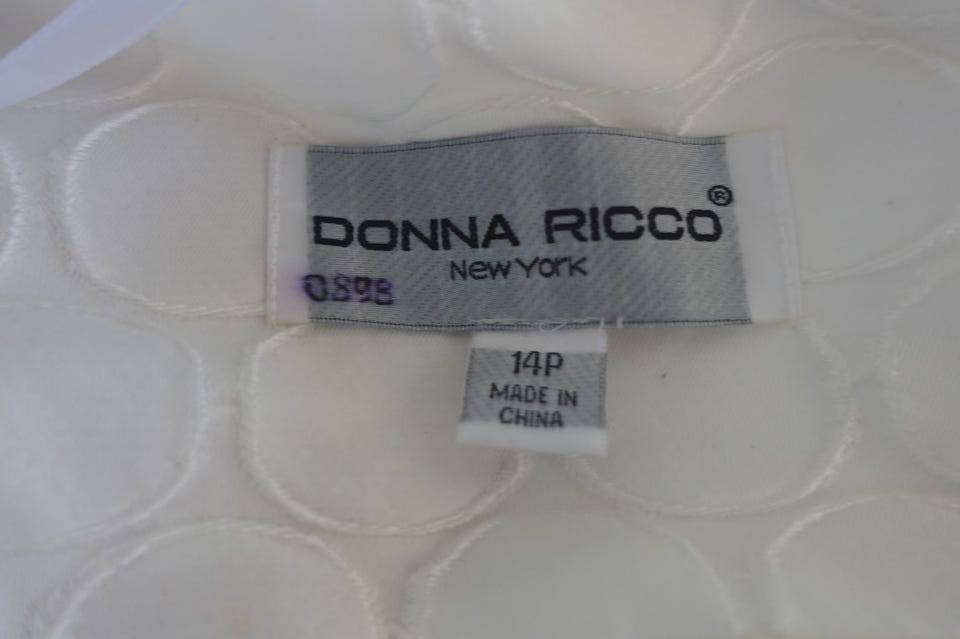 DONNA RICCO®
New York
0898
14P
MADE IN
CHINA